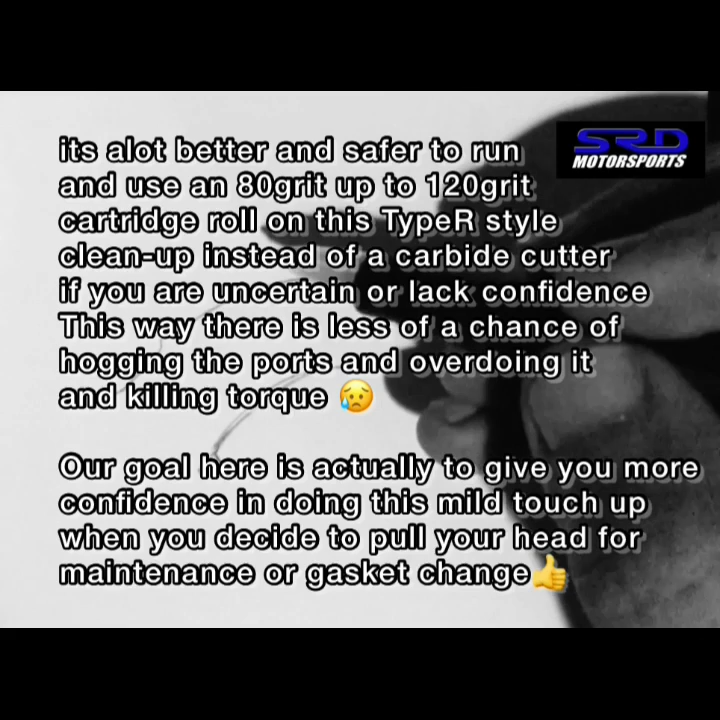 SRD
MOTORSPORTS
its alot better and safer to run
and use an 80grit up to 120grit
cartridge roll on this TypeR style
clean-up instead of a carbide cutter
if you are uncertain or lack confidence
This way there is less of a chance of
hogging the ports and overdoing it
and killing torque 😥
Our goal here is actually to give you more
confidence in doing this mild touch up
when you decide to pull your head for
maintenance or gasket change👍